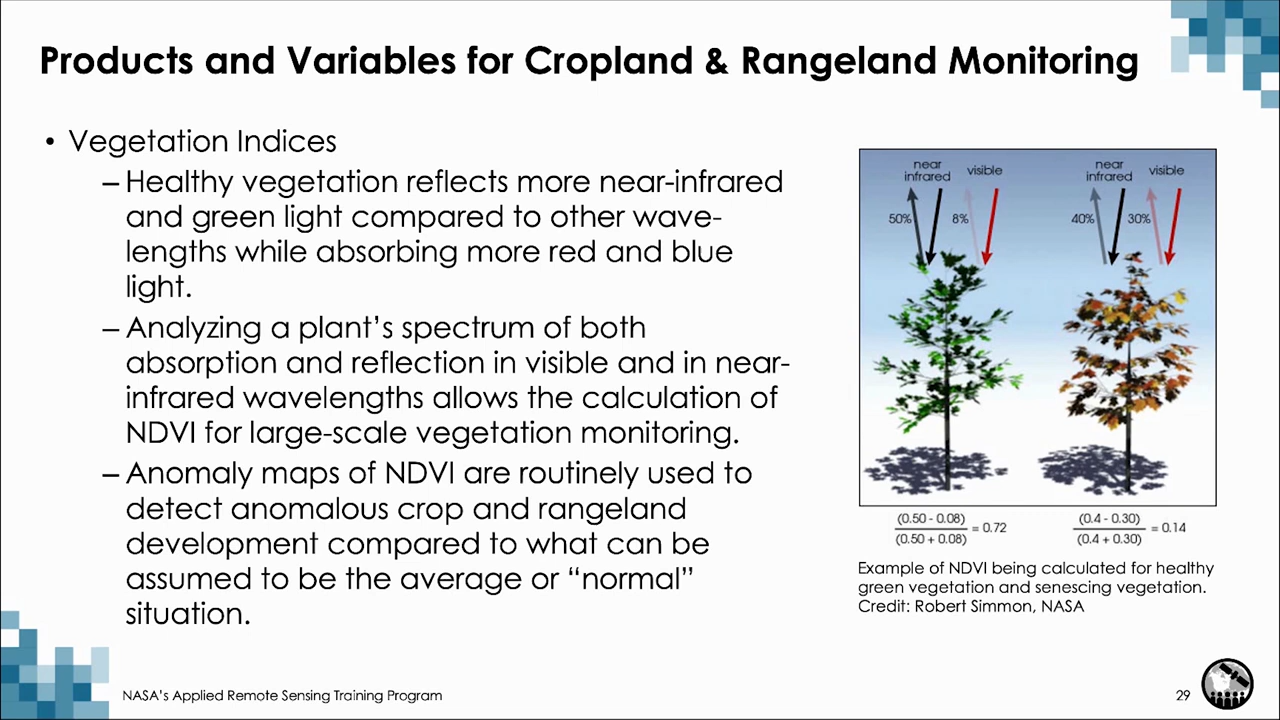 Products and Variables for Cropland & Rangeland Monitoring
• Vegetation Indices
– Healthy vegetation reflects more near-infrared
and green light compared to other wave-
lengths while absorbing more red and blue
light.
– Analyzing a plant’s spectrum of both
absorption and reflection in visible and in near-
infrared wavelengths allows the calculation of
NDVI for large-scale vegetation monitoring.
– Anomaly maps of NDVI are routinely used to
detect anomalous crop and rangeland
development compared to what can be
assumed to be the average or “normal”
situation.
near
infrared
visible
50%
8%
near
infrared
visible
40%
30%
(0.50 - 0.08)
(0.50 + 0.08)
= 0.72
(0.4 - 0.30)
(0.4 + 0.30)
= 0.14
Example of NDVI being calculated for healthy
green vegetation and senescing vegetation.
Credit: Robert Simmon, NASA
NASA’s Applied Remote Sensing Training Program
29